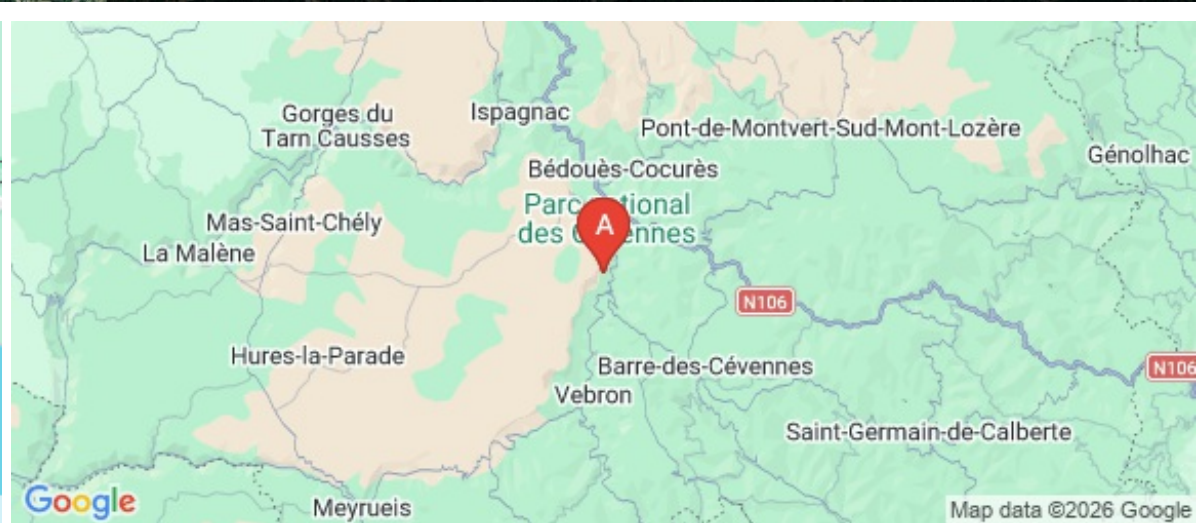 Ispagnac
Gorges du
Tarn Causses
Pont-de-Montvert-Sud-Mont-Lozère
Génolhac
Bédouès-Cocurès
Mas-Saint-Chély
La Malène
A
N106
Hures-la-Parade
Barre-des-Cévennes
N106
Vebron
Saint-Germain-de-Calberte
Meyrueis
Google
Map data ©2026 Google